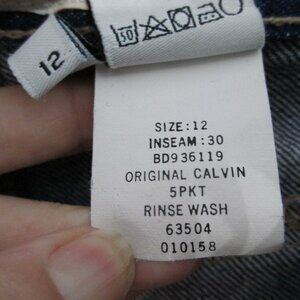 12
SIZE: 12
INSEAM: 30
BD936119
ORIGINAL CALVIN
5PKT
RINSE WASH
63504
010158